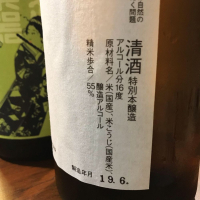 自然の
く問題
清酒 特別本醸造
アルコール分16度
原材料名/米(国産)、米こうじ(国産米)、
醸造アルコール
精米歩合/55%
製造年月 19.6.